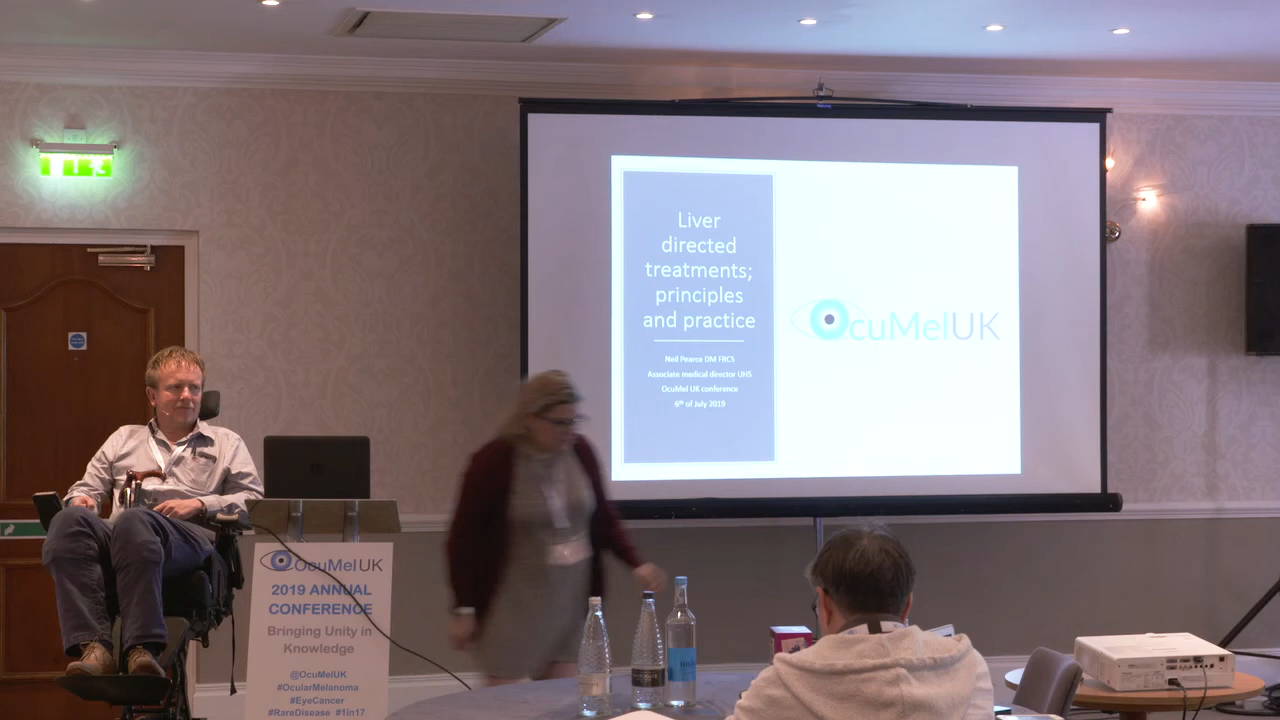 Liver
directed
treatments;
principles
and practice
Neil Pearce DM FRCS
Associate medical director UHS
OcuMel UK conference
6th of July 2019
OcuMelUK
OcuMelUK
2019 ANNUAL
CONFERENCE
Bringing Unity in
Knowledge
@OcuMelUK
#OcularMelanoma
#EyeCancer
#RareDisease #1in17